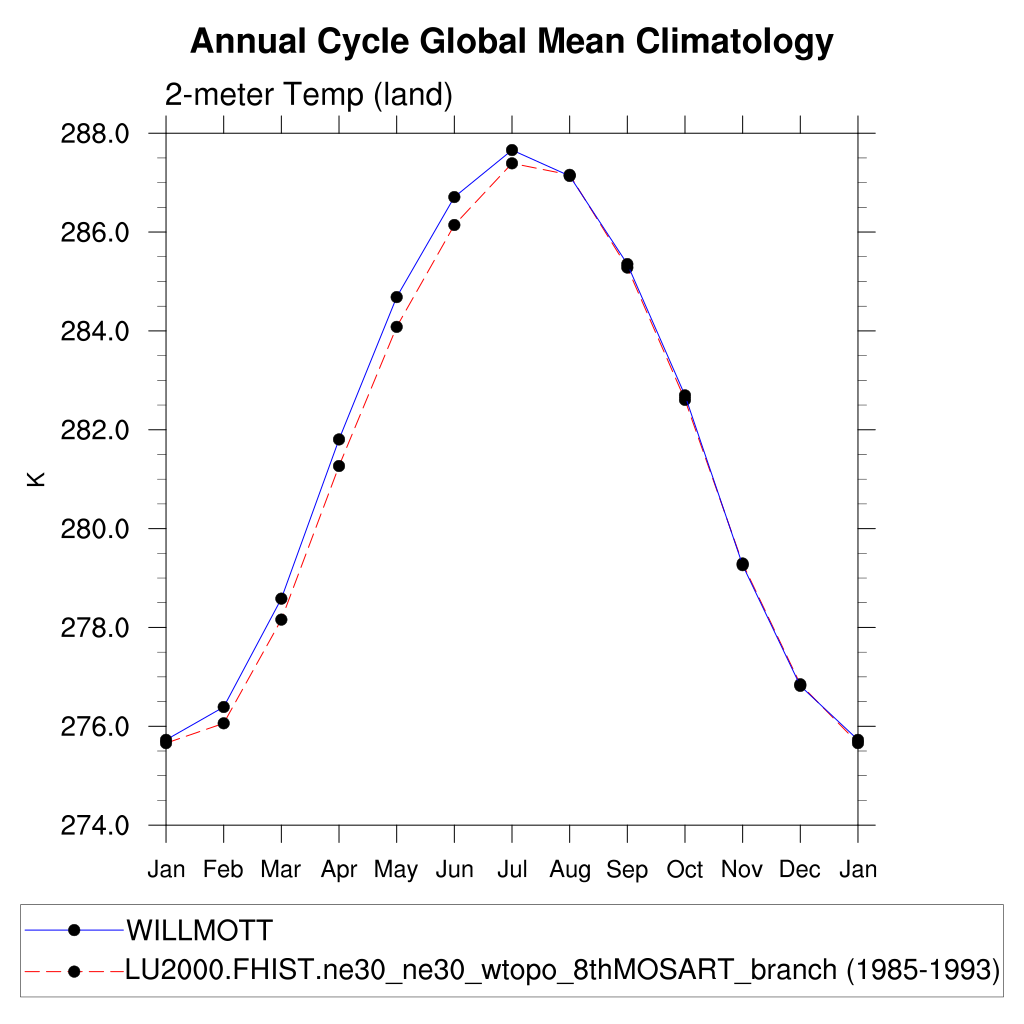 Annual Cycle Global Mean Climatology
2-meter Temp (land)
288.0
286.0
284.0
282.0
280.0
278.0
276.0
274.0
K
Jan Feb Mar Apr May Jun Jul Aug Sep Oct Nov Dec Jan
WILLMOTT
LU2000.FHIST.ne30_ne30_wtopo_8thMOSART_branch (1985-1993)